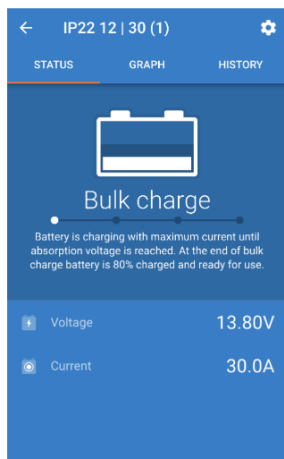 IP22 12 | 30 (1)
STATUS GRAPH HISTORY
Bulk charge
Battery is charging with maximum current until
absorption voltage is reached. At the end of bulk
charge battery is 80% charged and ready for use.
Voltage 13.80V
Current 30.0A